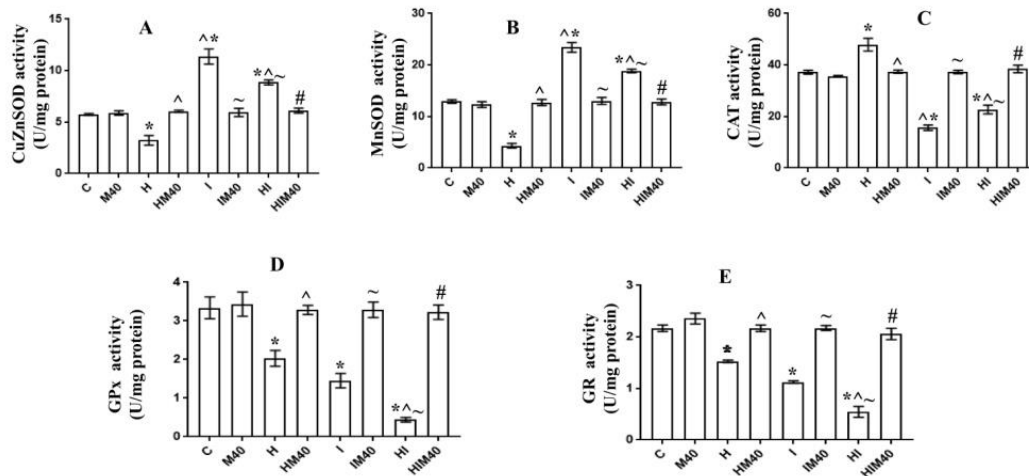 A
CuZnSOD activity
(U/mg protein)
15
10
5
0
*
^
^*
~
*^~
#
C M40 H HM40 I IM40 HI HIM40
B
MnSOD activity
(U/mg protein)
30
20
10
0
*
^
^*
~
*^~
#
C M40 H HM40 I IM40 HI HIM40
C
CAT activity
(U/mg protein)
60
40
20
0
*
^
^*
~
*^~
#
C M40 H HM40 I IM40 HI HIM40
D
GPx activity
(U/mg protein)
4
3
2
1
0
*
^
*
~
*^~
#
C M40 H HM40 I IM40 HI HIM40
E
GR activity
(U/mg protein)
3
2
1
0
*
^
*
~
*^~
#
C M40 H HM40 I IM40 HI HIM40